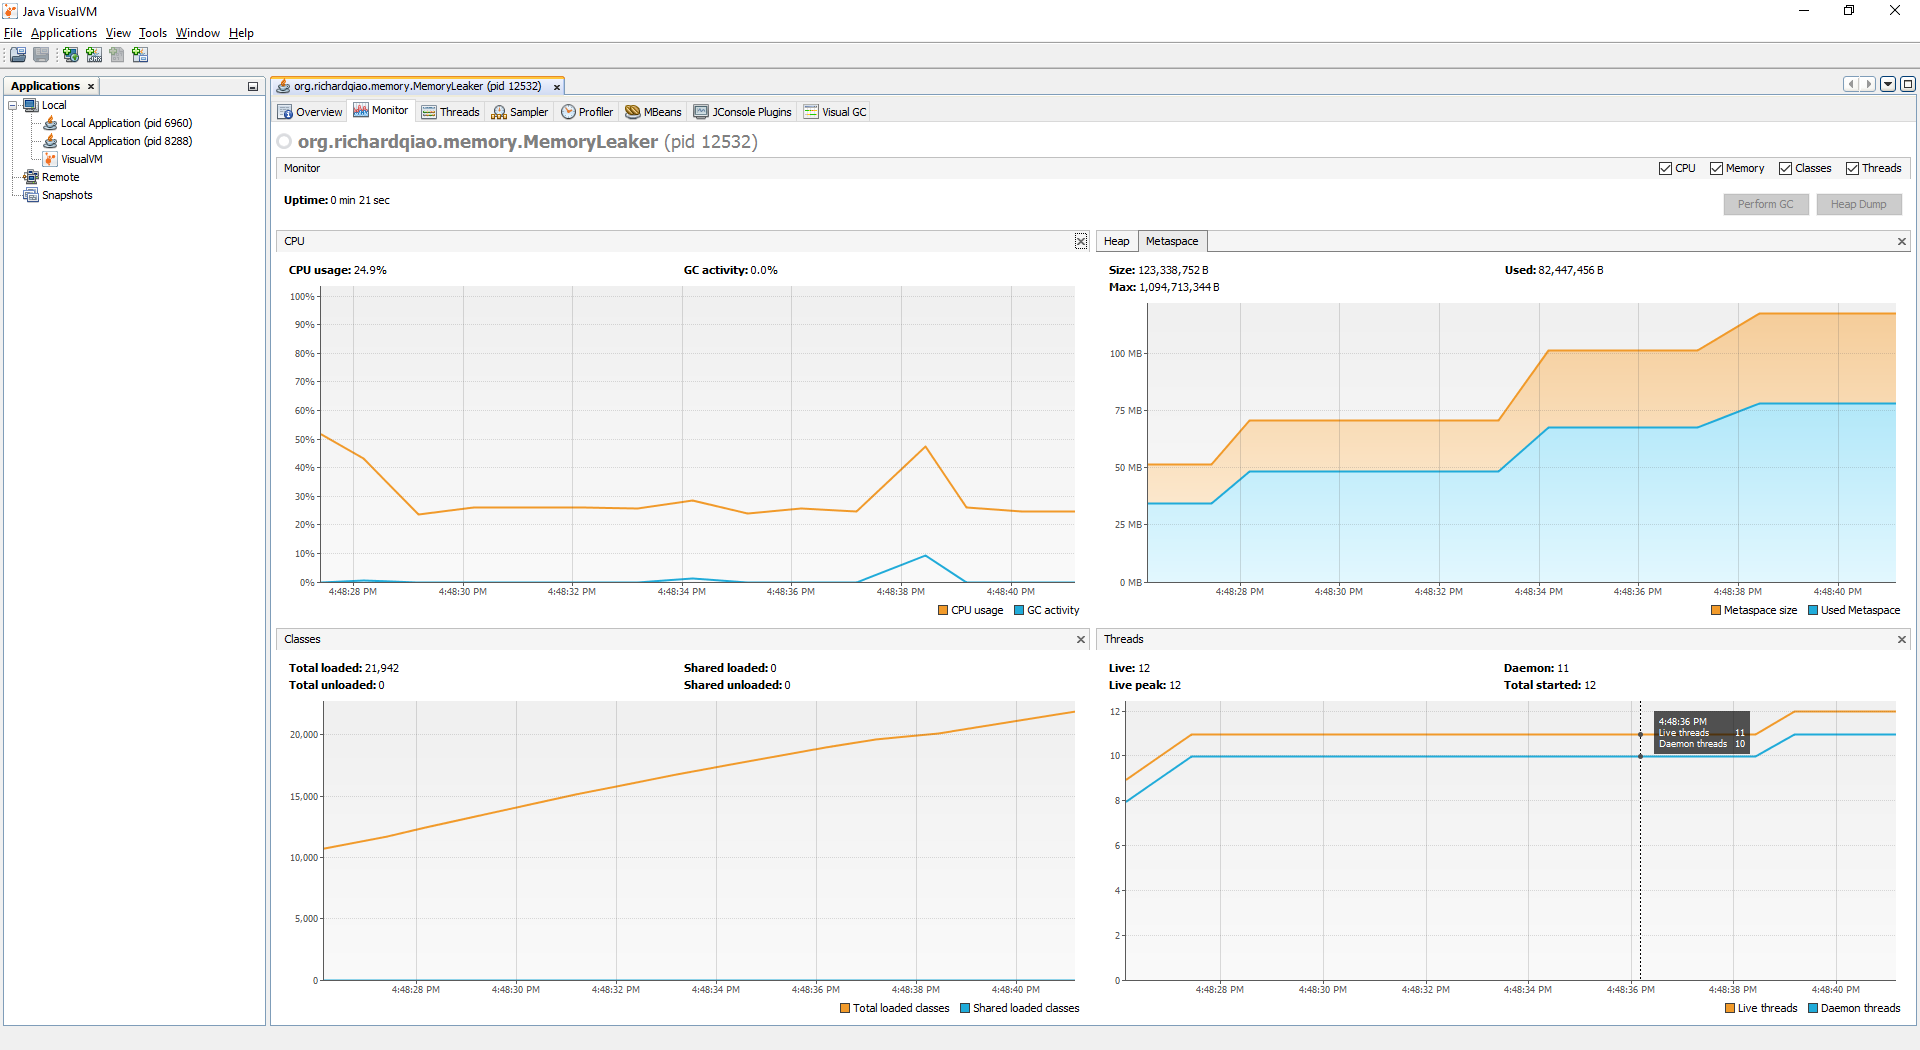 Java VisualVM
File Applications View Tools Window Help
Applications
Local
Local Application (pid 6960)
Local Application (pid 8288)
VisualVM
Remote
Snapshots
org.richardqiao.memory.MemoryLeaker (pid 12532)
Overview Monitor Threads Sampler Profiler MBeans JConsole Plugins Visual GC
org.richardqiao.memory.MemoryLeaker (pid 12532)
Monitor CPU Memory Classes Threads
Uptime: 0 min 21 sec
Perform GC Heap Dump
CPU
CPU usage: 24.9% GC activity: 0.0%
100%
90%
80%
70%
60%
50%
40%
30%
20%
10%
0%
4:48:28 PM 4:48:30 PM 4:48:32 PM 4:48:34 PM 4:48:36 PM 4:48:38 PM 4:48:40 PM
CPU usage GC activity
Heap Metaspace
Size: 123,338,752 B Used: 82,447,456 B
Max: 1,094,713,344 B
100 MB
75 MB
50 MB
25 MB
0 MB
4:48:28 PM 4:48:30 PM 4:48:32 PM 4:48:34 PM 4:48:36 PM 4:48:38 PM 4:48:40 PM
Metaspace size Used Metaspace
Classes
Total loaded: 21,942 Shared loaded: 0
Total unloaded: 0 Shared unloaded: 0
20,000
15,000
10,000
5,000
0
4:48:28 PM 4:48:30 PM 4:48:32 PM 4:48:34 PM 4:48:36 PM 4:48:38 PM 4:48:40 PM
Total loaded classes Shared loaded classes
Threads
Live: 12 Daemon: 11
Live peak: 12 Total started: 12
12
10
8
6
4
2
0
4:48:36 PM
Live threads 11
Daemon threads 10
4:48:28 PM 4:48:30 PM 4:48:32 PM 4:48:34 PM 4:48:36 PM 4:48:38 PM 4:48:40 PM
Live threads Daemon threads